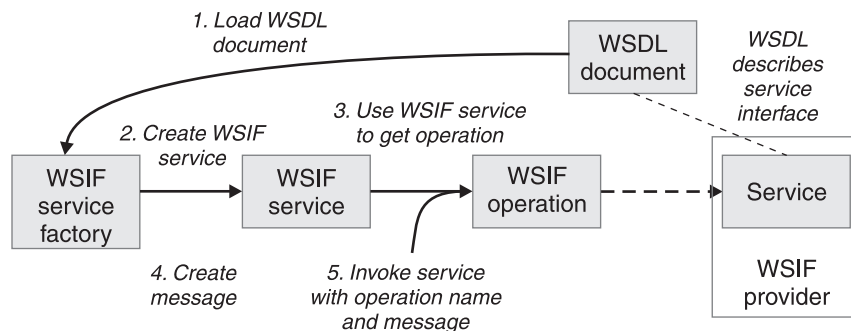 1. Load WSDL
document
WSDL
document
WSDL
describes
service
interface
2. Create WSIF
service
3. Use WSIF service
to get operation
WSIF
service
factory
WSIF
service
WSIF
operation
Service
4. Create
message
5. Invoke service
with operation name
and message
WSIF
provider